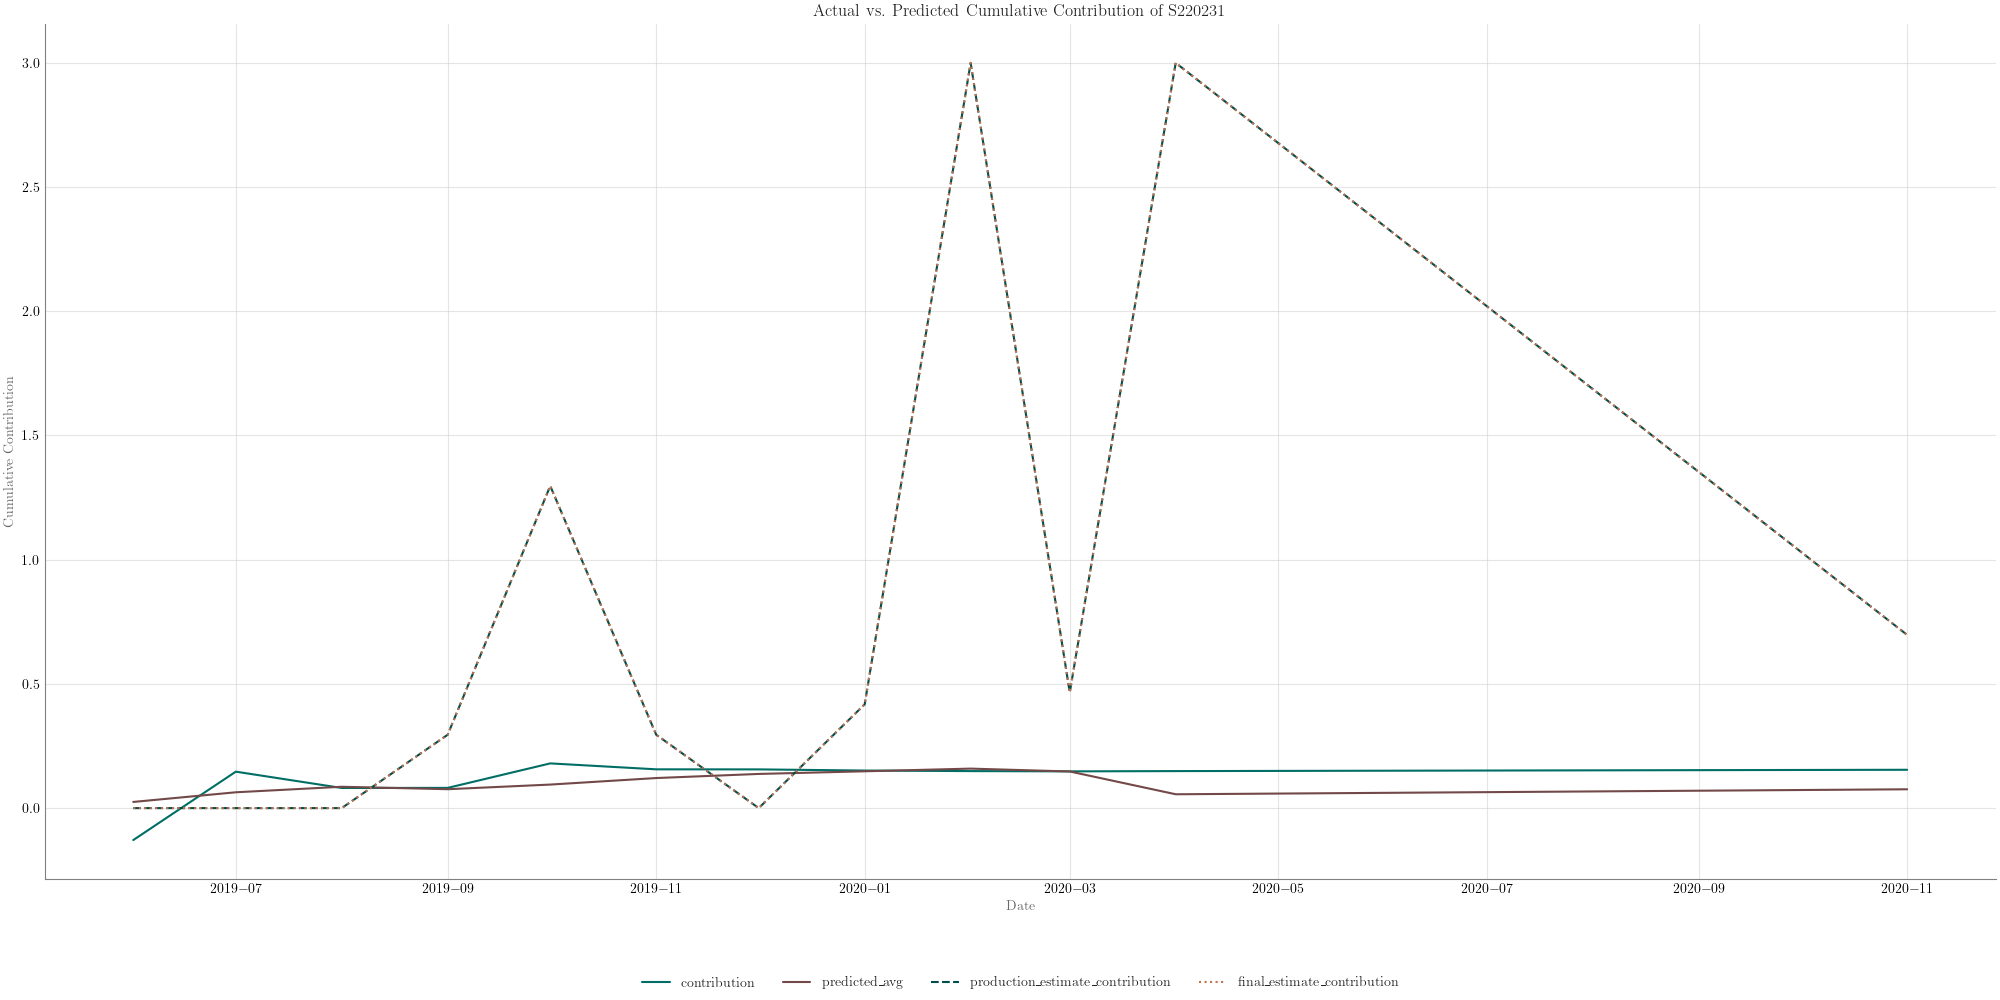 Actual vs. Predicted Cumulative Contribution of S220231
Cumulative Contribution
3.0
2.5
2.0
1.5
1.0
0.5
0.0
2019−07 2019−09 2019−11 2020−01 2020−03 2020−05 2020−07 2020−09 2020−11
Date
contribution predicted_avg production_estimate_contribution final_estimate_contribution